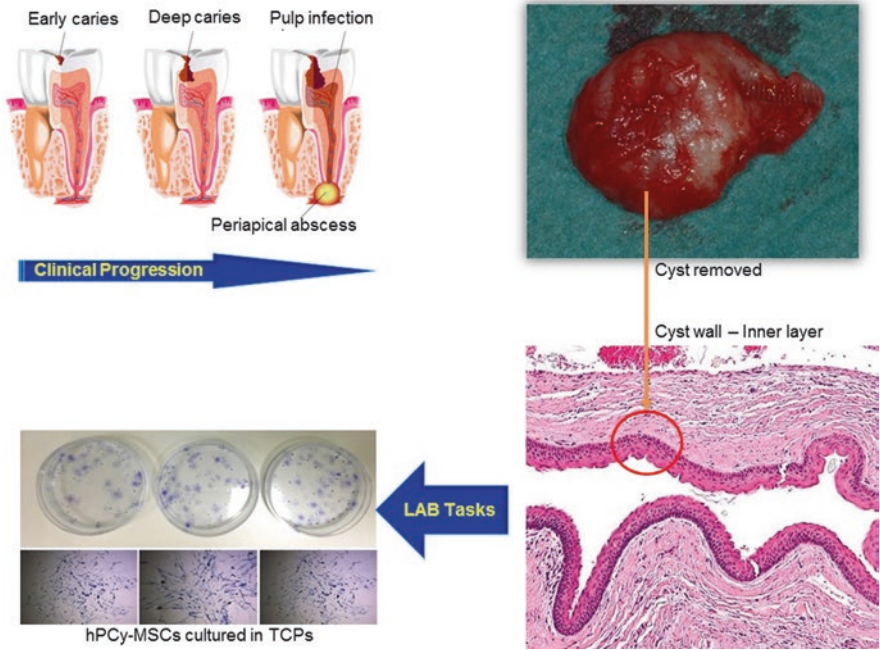 Early caries
Deep caries
Pulp infection
Periapical abscess
Clinical Progression
Cyst removed
Cyst wall – Inner layer
LAB Tasks
hPCy-MSCs cultured in TCPs